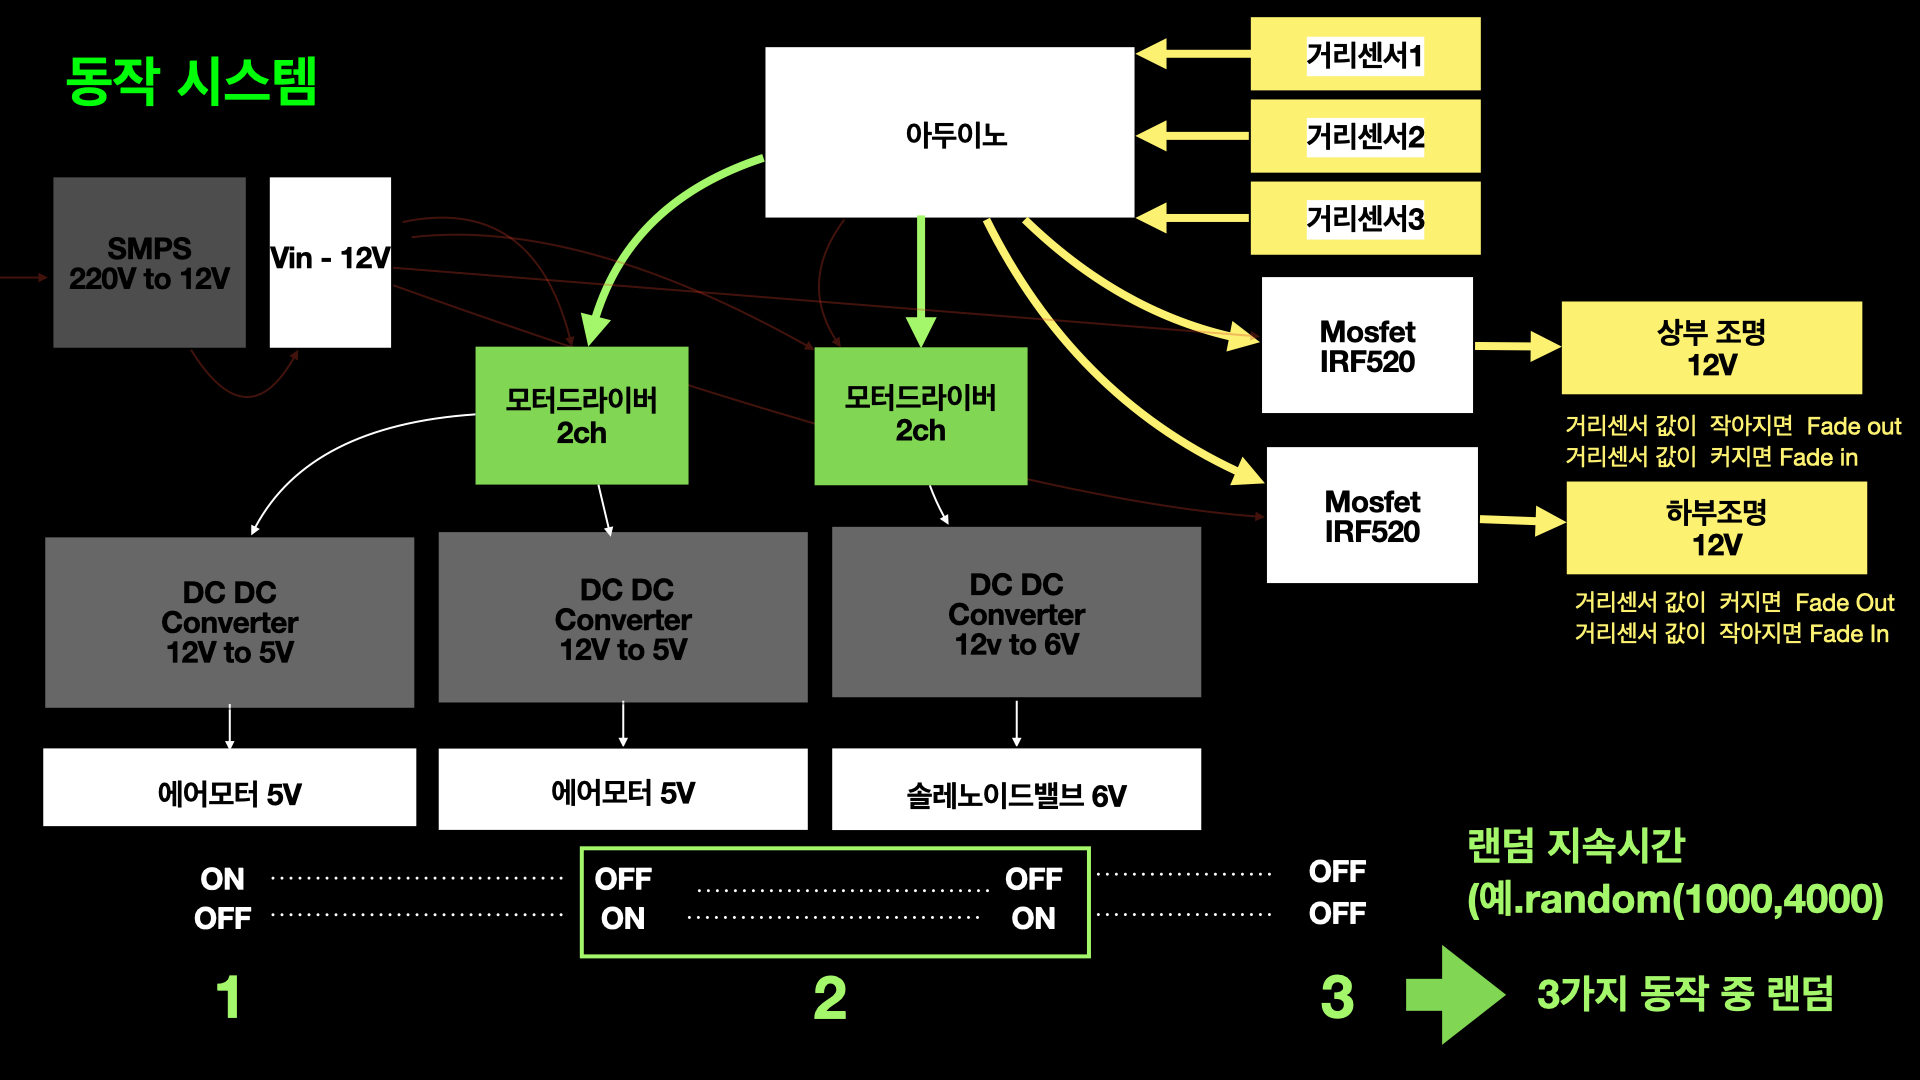 동작 시스템
아두이노
거리센서1
거리센서2
거리센서3
SMPS
220V to 12V
Vin - 12V
모터드라이버
2ch
모터드라이버
2ch
Mosfet
IRF520
상부 조명
12V
거리센서 값이 작아지면 Fade out
거리센서 값이 커지면 Fade in
Mosfet
IRF520
하부조명
12V
거리센서 값이 커지면 Fade Out
거리센서 값이 작아지면 Fade In
DC DC
Converter
12V to 5V
DC DC
Converter
12V to 5V
DC DC
Converter
12v to 6V
에어모터 5V
에어모터 5V
솔레노이드밸브 6V
ON OFF OFF OFF
OFF ON ON OFF
1 2 3
랜덤 지속시간
(예.random(1000,4000)
3가지 동작 중 랜덤